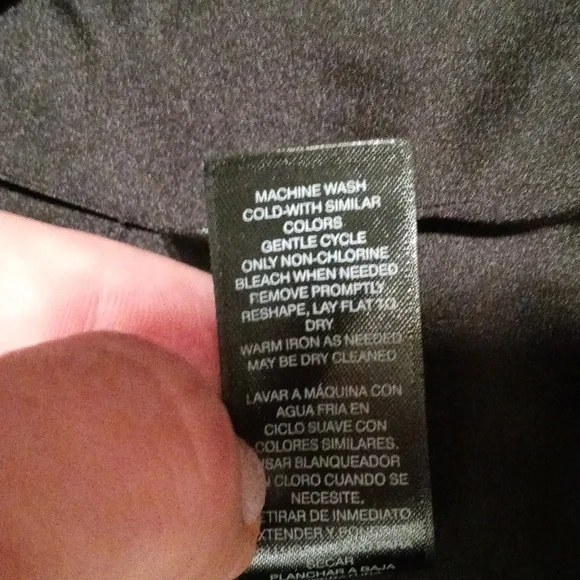 MACHINE WASH
COLD-WITH SIMILAR
COLORS
GENTLE CYCLE
ONLY NON-CHLORINE
BLEACH WHEN NEEDED
REMOVE PROMPTLY
RESHAPE, LAY FLAT TO
DRY
WARM IRON AS NEEDED
MAY BE DRY CLEANED
LAVAR A MÁQUINA CON
AGUA FRIA EN
CICLO SUAVE CON
COLORES SIMILARES.
BLANQUEADOR
CLORO CUANDO SE
NECESITE.
DE INMEDIATO
Y
SECAR
PLANCHAR A BAJA